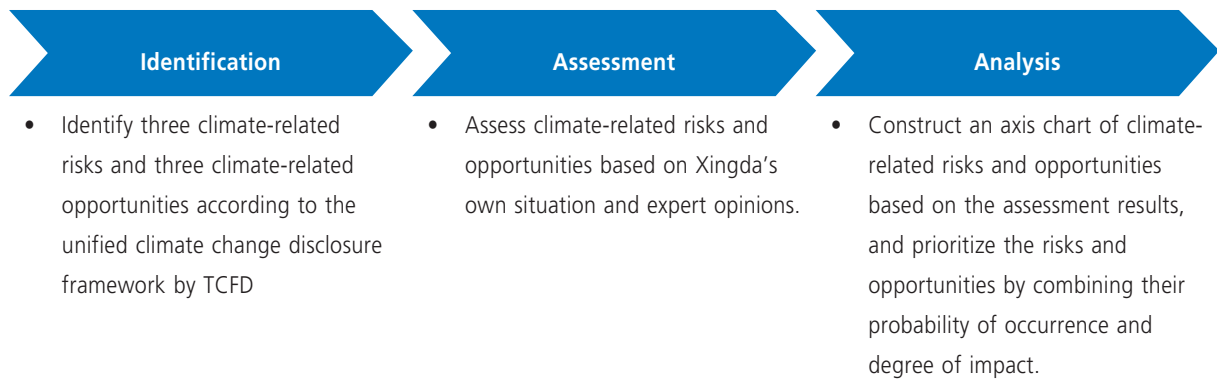 Identification
• Identify three climate-related
risks and three climate-related
opportunities according to the
unified climate change disclosure
framework by TCFD
Assessment
• Assess climate-related risks and
opportunities based on Xingda's
own situation and expert opinions.
Analysis
• Construct an axis chart of climate-
related risks and opportunities
based on the assessment results,
and prioritize the risks and
opportunities by combining their
probability of occurrence and
degree of impact.